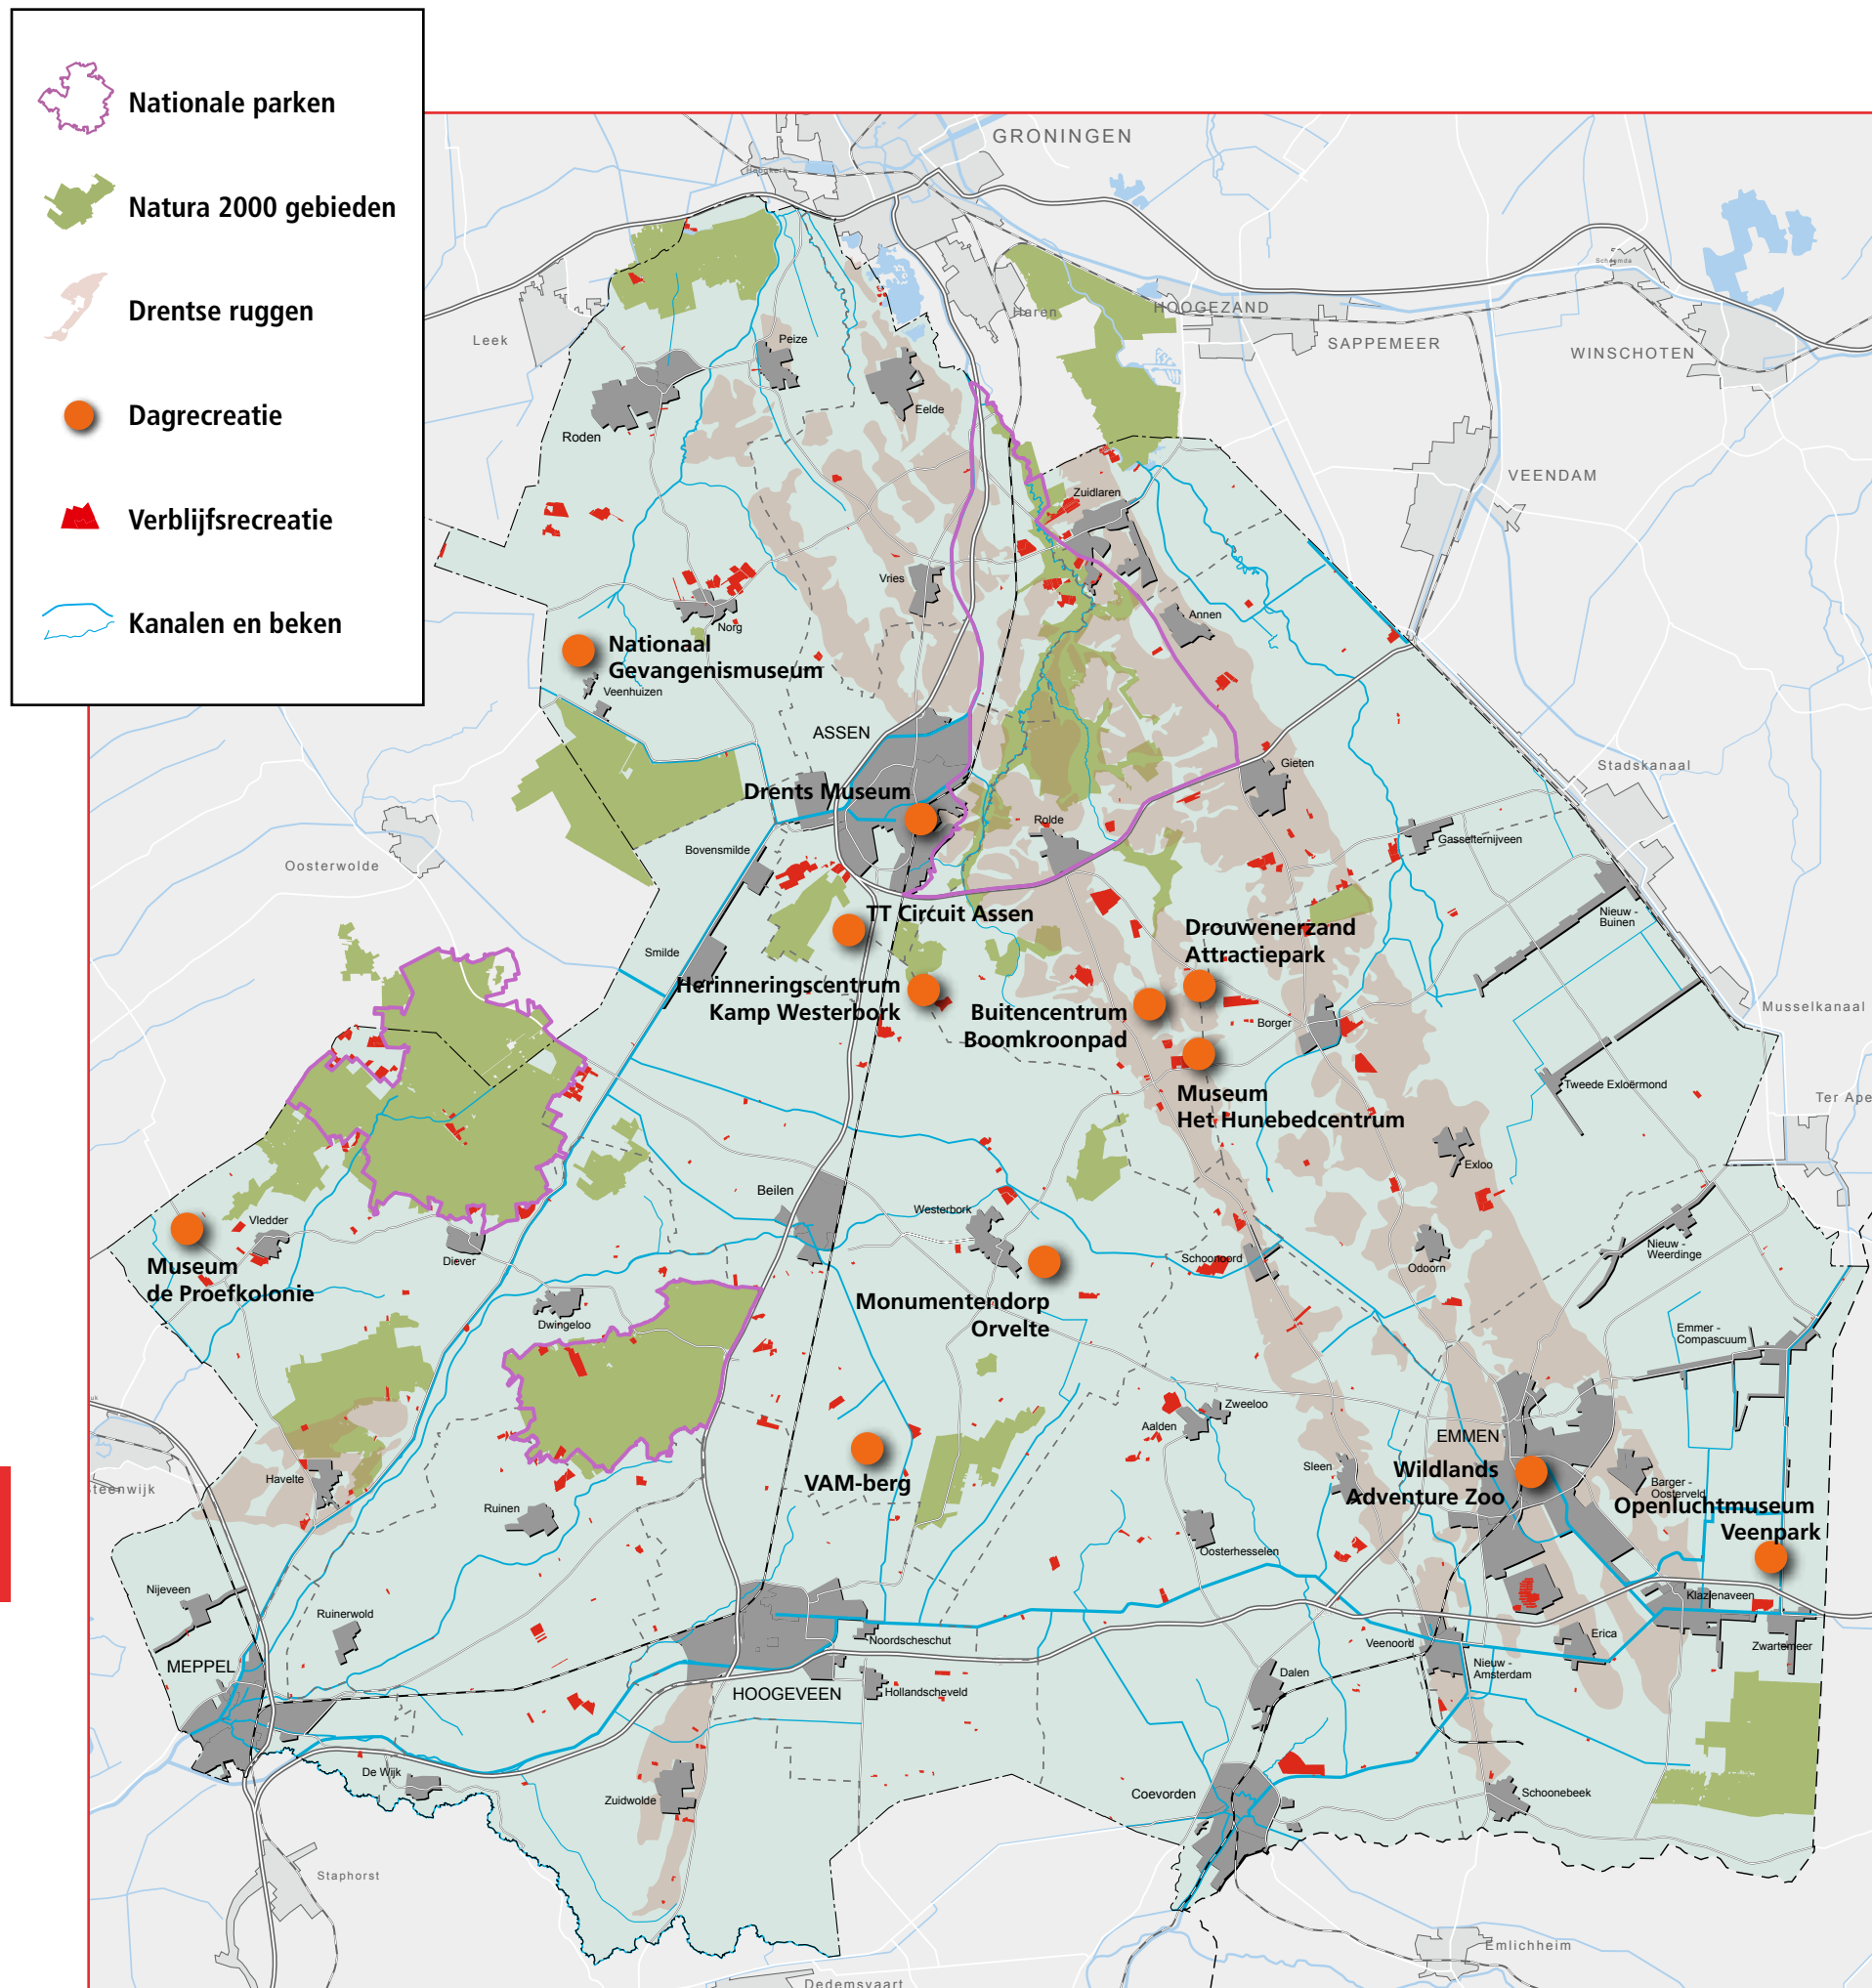 Nationale parken
Natura 2000 gebieden
Drentse ruggen
Dagrecreatie
Verblijfsrecreatie
Kanalen en beken
GRONINGEN
Hoogkerk
Leek
Haren
HOOGEZAND
SAPPEMEER
Scheemda
WINSCHOTEN
Peize
Eelde
Roden
VEENDAM
Zuidlaren
Vries
Annen
Norg
Nationaal
Gevangenismuseum
Veenhuizen
ASSEN
Gieten
Stadskanaal
Drents Museum
Rolde
Gasselternijveen
Bovensmilde
Oosterwolde
TT Circuit Assen
Nieuw -
Buinen
Drouwenerzand
Attractiepark
Smilde
Herinneringscentrum
Kamp Westerbork
Buitencentrum
Boomkroonpad
Borger
Musselkanaal
Tweede Exloërmond
Ter Ape
Museum
Het Hunebedcentrum
Exloo
Beilen
Westerbork
Vledder
Diever
Schoonoord
Odoorn
Nieuw -
Weerdinge
Museum
de Proefkolonie
Monumentendorp
Orvelte
Dwingeloo
Emmer -
Compascuum
Zweeloo
Aalden
EMMEN
VAM-berg
Sleen
Wildlands
Adventure Zoo
Barger -
Oosterveld
Openluchtmuseum
Veenpark
Havelte
Steenwijk
Ruinen
Oosterhesselen
Nijeveen
Ruinerwold
Klazienaveen
Noordscheschut
Veenoord
Erica
Zwartemeer
MEPPEL
HOOGEVEEN
Hollandscheveld
Dalen
Nieuw -
Amsterdam
De Wijk
Zuidwolde
Coevorden
Schoonebeek
Staphorst
Emlichheim
Dedemsvaart